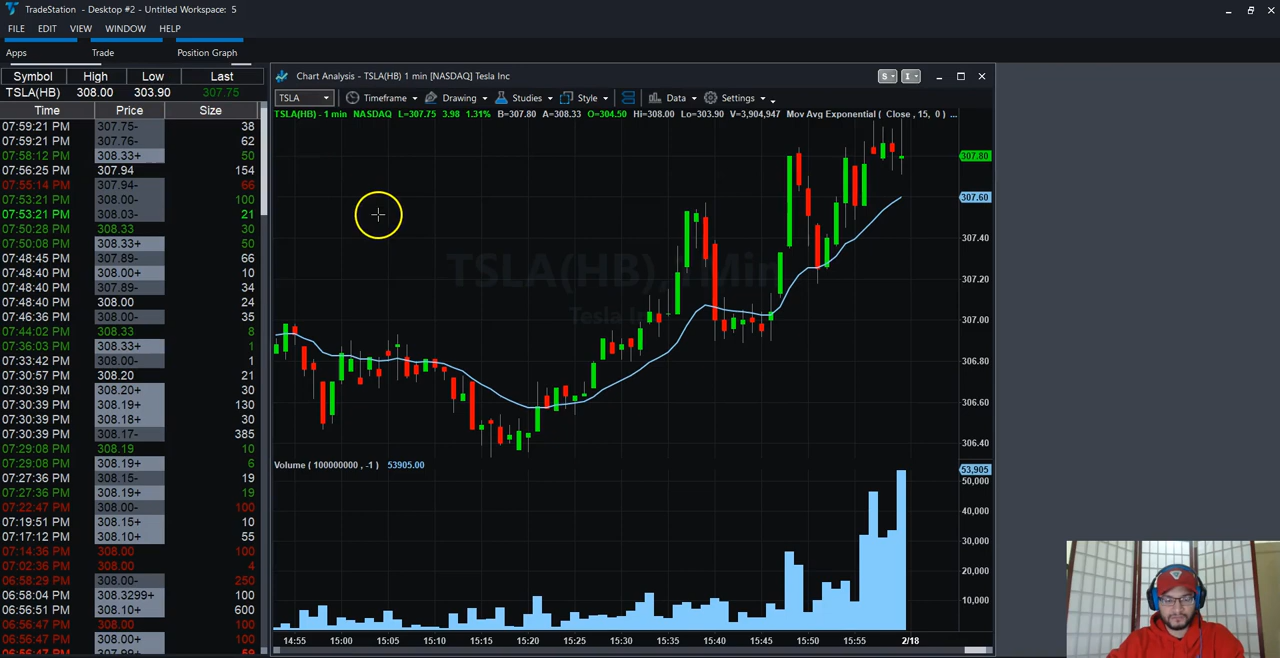 TradeStation - Desktop #2 - Untitled Workspace: 5
FILE EDIT VIEW WINDOW HELP
Apps Trade Position Graph
Symbol High Low Last
TSLA(HB) 308.00 303.90 307.75
Time Price Size
07:59:21 PM 307.75- 38
07:59:21 PM 307.76- 62
07:58:12 PM 308.33+ 50
07:56:25 PM 307.94 154
07:55:14 PM 307.94- 66
07:53:21 PM 308.00- 100
07:53:21 PM 308.03- 21
07:50:28 PM 308.33 30
07:50:08 PM 308.33+ 50
07:48:45 PM 307.89- 66
07:48:40 PM 308.00+ 10
07:48:40 PM 307.89- 34
07:48:40 PM 308.00 24
07:46:36 PM 308.00- 35
07:44:02 PM 308.33 8
07:36:03 PM 308.33+ 1
07:33:42 PM 308.00- 1
07:30:57 PM 308.20 21
07:30:39 PM 308.20+ 30
07:30:39 PM 308.19+ 130
07:30:39 PM 308.18+ 30
07:30:39 PM 308.17- 385
07:29:08 PM 308.19 10
07:29:08 PM 308.19+ 6
07:27:36 PM 308.15- 19
07:27:36 PM 308.19+ 19
07:22:47 PM 308.00- 100
07:19:51 PM 308.15+ 10
07:17:12 PM 308.10+ 55
07:14:36 PM 308.00 100
07:02:36 PM 308.00 4
06:58:29 PM 308.00- 250
06:58:04 PM 308.3299+ 100
06:56:51 PM 308.10+ 600
06:56:47 PM 308.00 100
06:56:47 PM 308.00+ 36
06:56:47 PM 307.99+ 59
Chart Analysis - TSLA(HB) 1 min [NASDAQ] Tesla Inc
S I
TSLA Timeframe Drawing Studies Style Data Settings
TSLA(HB) - 1 min NASDAQ L=307.75 3.98 1.31% B=307.80 A=308.33 O=304.50 Hi=308.00 Lo=303.90 V=3,904,947 Mov Avg Exponential ( Close , 15, 0 ) ...
307.80
307.60
307.40
TSLA(HB),1Min
307.20
Tesla Inc
307.00
306.80
306.60
306.40
Volume ( 100000000 , -1 ) 53905.00
53,905
50,000
40,000
30,000
20,000
10,000
14:55 15:00 15:05 15:10 15:15 15:20 15:25 15:30 15:35 15:40 15:45 15:50 15:55 2/18